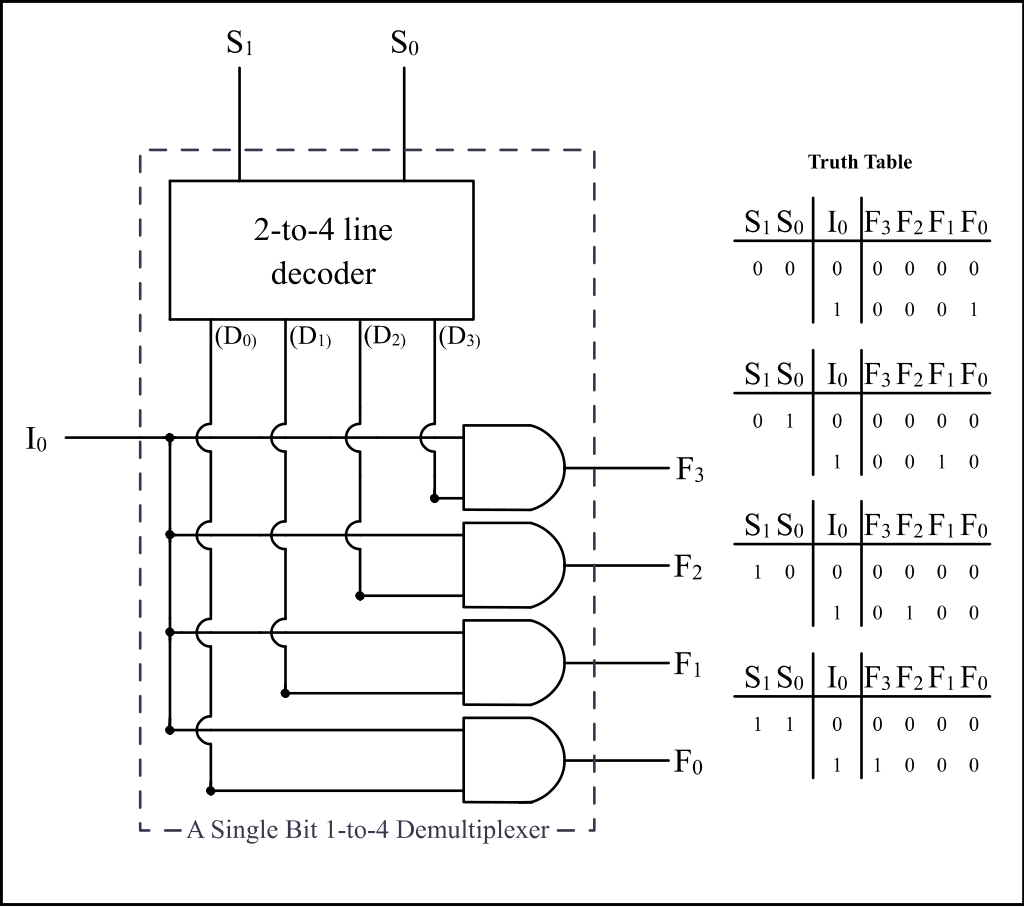 S1 S0
2-to-4 line
decoder
(D0) (D1) (D2) (D3)
I0
F3
F2
F1
F0
A Single Bit 1-to-4 Demultiplexer
Truth Table
S1 S0 I0 F3 F2 F1 F0
0 0 0 0 0 0 0
1 0 0 0 1
S1 S0 I0 F3 F2 F1 F0
0 1 0 0 0 0 0
1 0 0 1 0
S1 S0 I0 F3 F2 F1 F0
1 0 0 0 0 0 0
1 0 1 0 0
S1 S0 I0 F3 F2 F1 F0
1 1 0 0 0 0 0
1 1 0 0 0